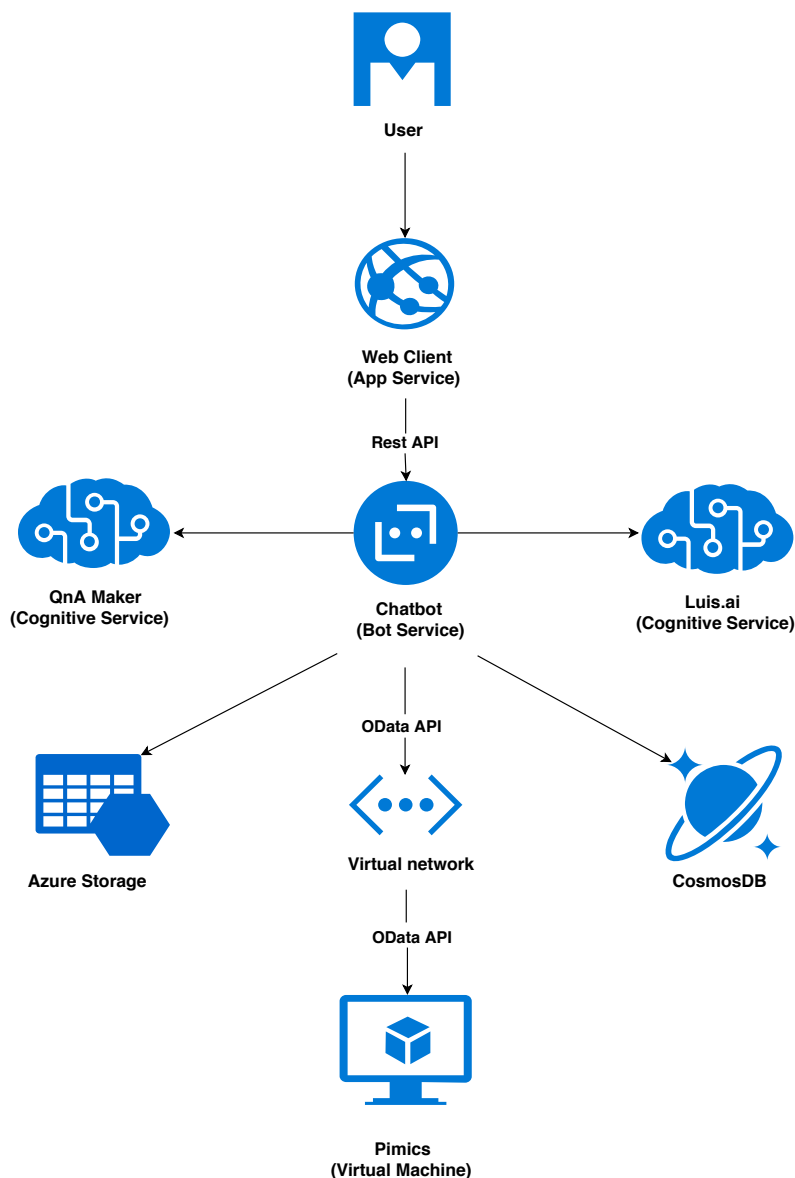 User
Web Client
(App Service)
Rest API
QnA Maker
(Cognitive Service)
Chatbot
(Bot Service)
Luis.ai
(Cognitive Service)
OData API
Azure Storage
Virtual network
CosmosDB
OData API
Pimics
(Virtual Machine)